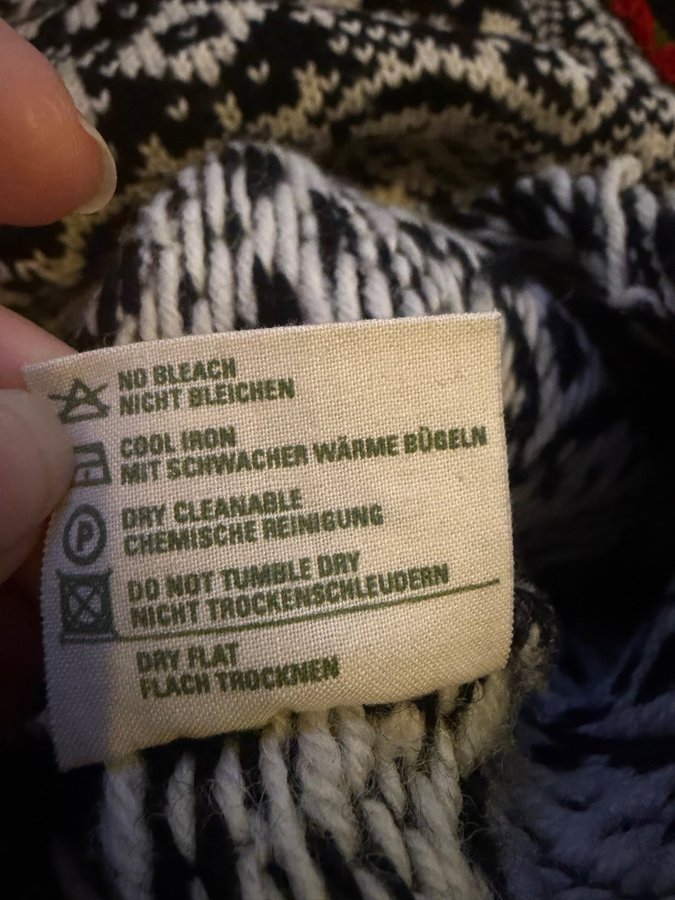 NO BLEACH
NICHT BLEICHEN
COOL IRON
MIT SCHWACHER WÄRME BÜGELN
P
DRY CLEANABLE
CHEMISCHE REINIGUNG
DO NOT TUMBLE DRY
NICHT TROCKENSCHLEUDERN
DRY FLAT
FLACH TROCKNEN